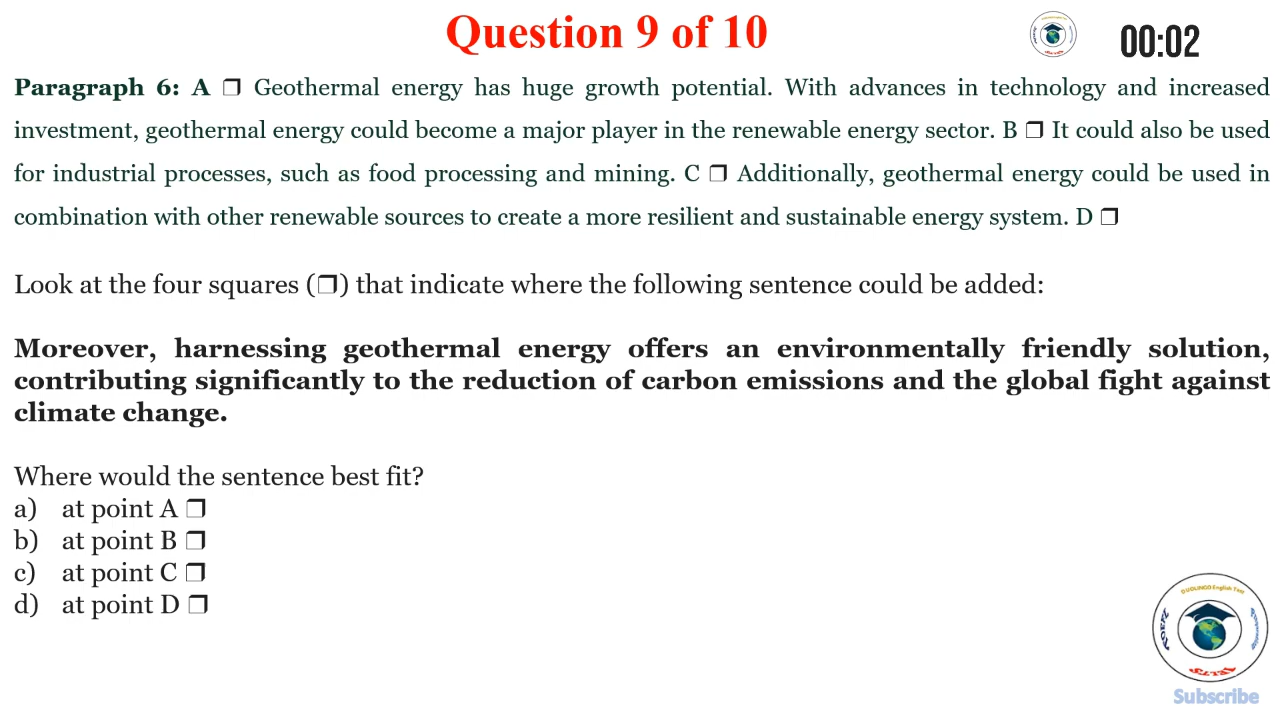 Question 9 of 10
00:02
Paragraph 6: A ❒ Geothermal energy has huge growth potential. With advances in technology and increased
investment, geothermal energy could become a major player in the renewable energy sector. B ❒ It could also be used
for industrial processes, such as food processing and mining. C ❒ Additionally, geothermal energy could be used in
combination with other renewable sources to create a more resilient and sustainable energy system. D ❒
Look at the four squares (❒) that indicate where the following sentence could be added:
Moreover, harnessing geothermal energy offers an environmentally friendly solution,
contributing significantly to the reduction of carbon emissions and the global fight against
climate change.
Where would the sentence best fit?
a) at point A ❒
b) at point B ❒
c) at point C ❒
d) at point D ❒
DUOLINGO English Test
IELTS
Subscribe